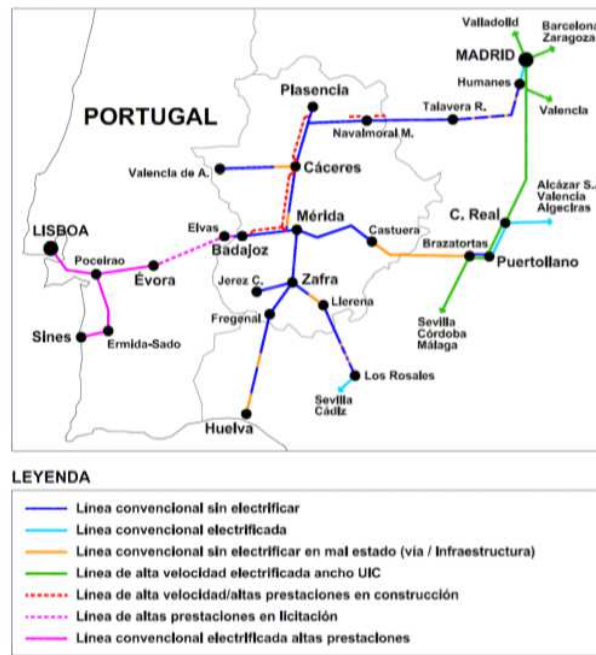 Valladolid
Barcelona
Zaragoza
MADRID
Humanes
Plasencia
PORTUGAL
Talavera R.
Valencia
Navalmoral M.
Valencia de A.
Cáceres
Alcázar S.J.
Valencia
Algeciras
Elvas
Mérida
C. Real
LISBOA
Castuera
Badajoz
Brazatortas
Poceirao
Puertollano
Évora
Jerez C.
Zafra
Llerena
Fregenal
Sevilla
Córdoba
Málaga
Sines
Ermida-Sado
Los Rosales
Sevilla
Cádiz
Huelva
LEYENDA
Línea convencional sin electrificar
Línea convencional electrificada
Línea convencional sin electrificar en mal estado (vía / Infraestructura)
Línea de alta velocidad electrificada ancho UIC
Línea de alta velocidad/altas prestaciones en construcción
Línea de altas prestaciones en licitación
Línea convencional electrificada altas prestaciones